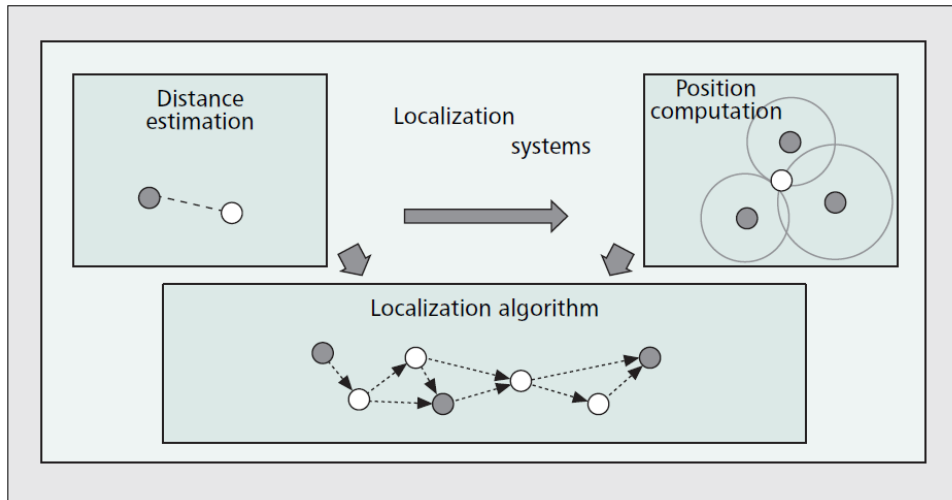 Distance
estimation
Localization
systems
Position
computation
Localization algorithm